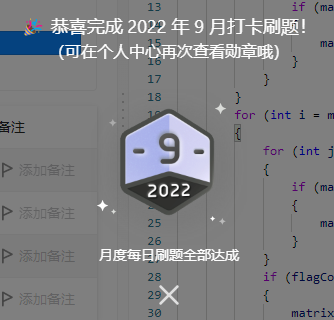 🎉 恭喜完成 2022 年 9 月打卡刷题！
（可在个人中心再次查看勋章哦）
9
2022
月度每日刷题全部达成
备注
添加备注
添加备注
添加备注
添加备注
13 if (ma
14 {
15 ma
16 }
17 }
18 }
19 for (int i = m
20 {
21 for (int j
22 {
23 if (ma
24 {
25 ma
26 }
27 }
28 if (flagCo
29 {
30 matrix